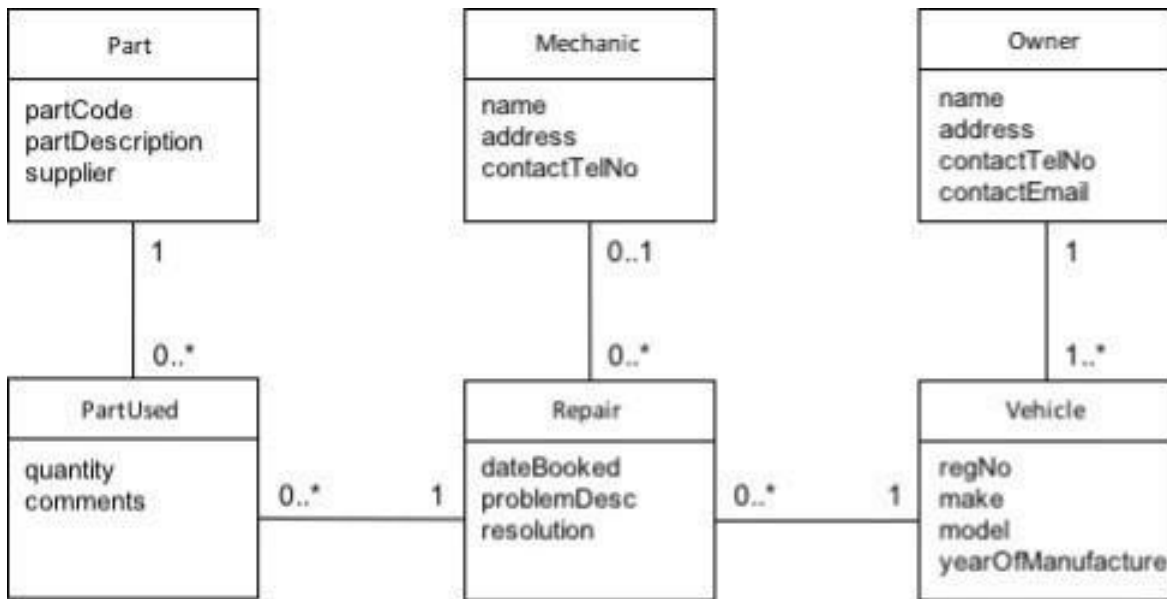 Part
partCode
partDescription
supplier
Mechanic
name
address
contactTelNo
Owner
name
address
contactTelNo
contactEmail
1
0..*
0..1
0..*
1
1..*
PartUsed
quantity
comments
0..*
1
Repair
dateBooked
problemDesc
resolution
0..*
1
Vehicle
regNo
make
model
yearOfManufacture